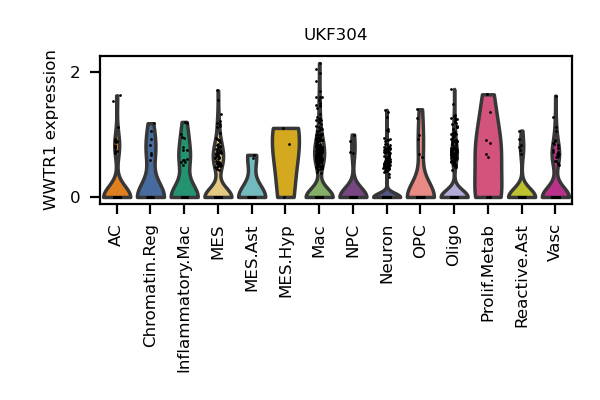 UKF304
WWTR1 expression
2
0
AC
Chromatin.Reg
Inflammatory.Mac
MES
MES.Ast
MES.Hyp
Mac
NPC
Neuron
OPC
Oligo
Prolif.Metab
Reactive.Ast
Vasc